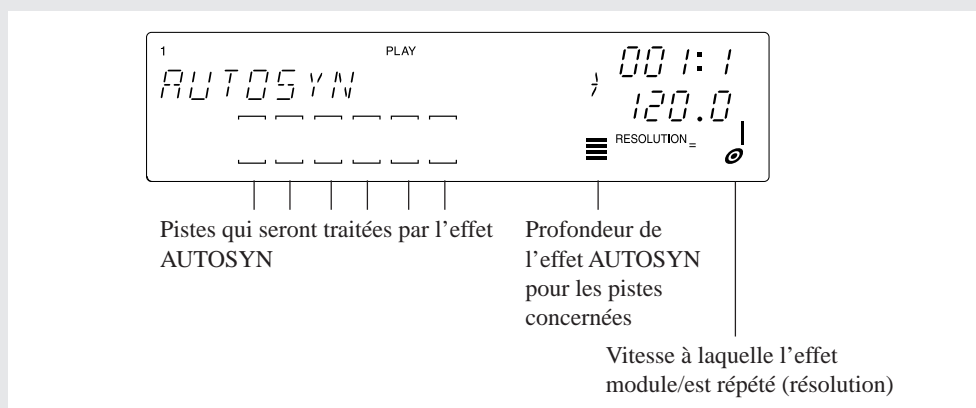 1 PLAY 001:1
AUTOSYN
120.0
RESOLUTION =
Pistes qui seront traitées par l’effet
AUTOSYN
Profondeur de
l’effet AUTOSYN
pour les pistes
concernées
Vitesse à laquelle l’effet
module/est répété (résolution)